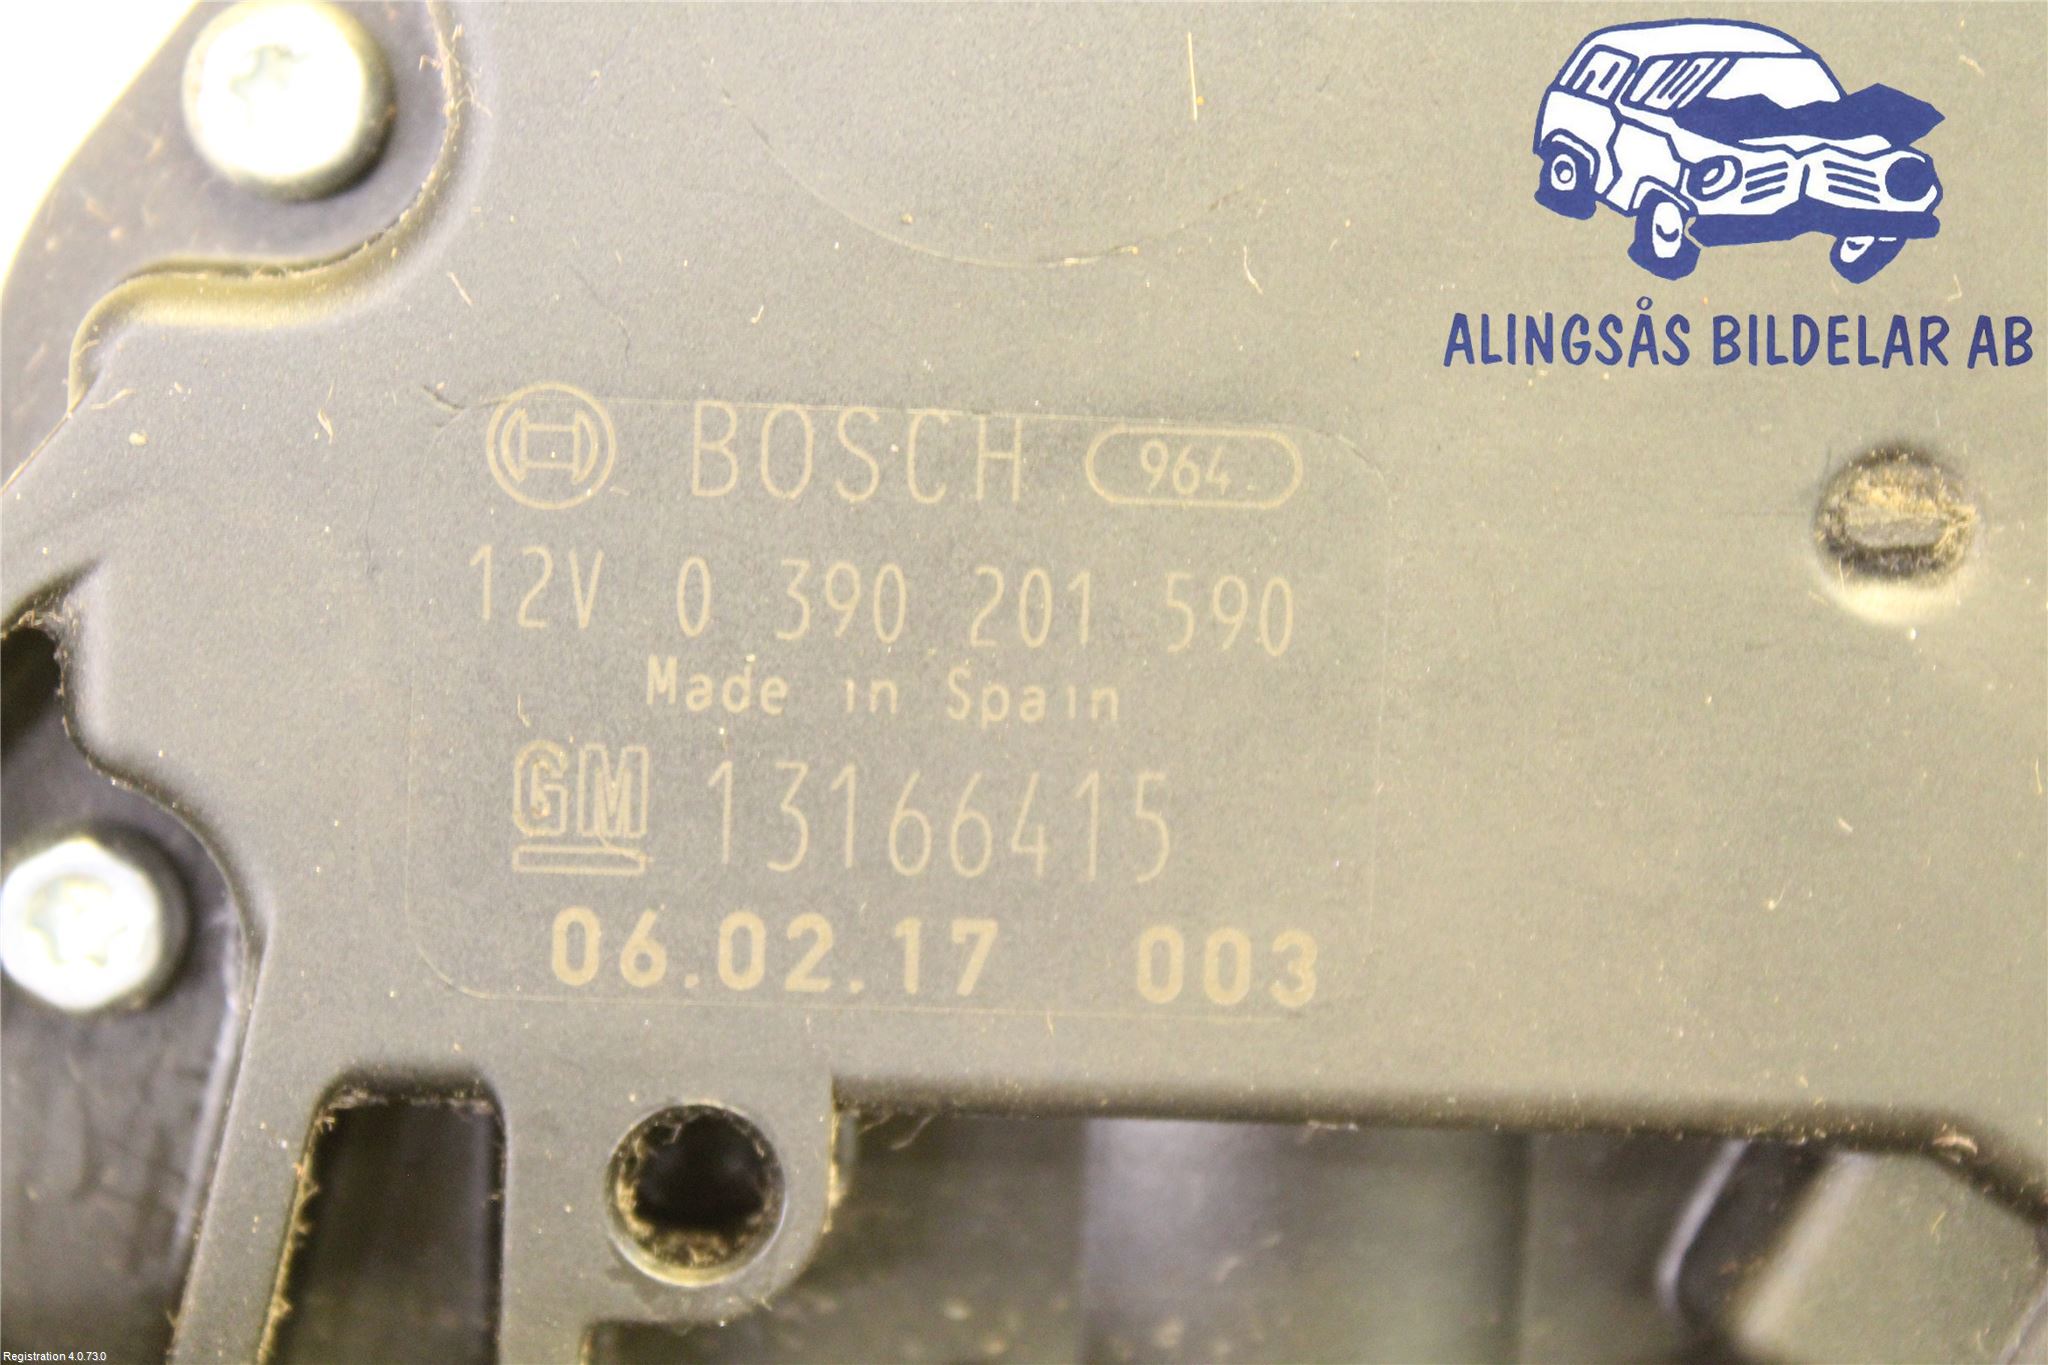 ALINGSÅS BILDELAR AB
BOSCH 964
12V 0 390 201 590
Made in Spain
GM 13166415
06.02.17 003
Registration 4.0.73.0